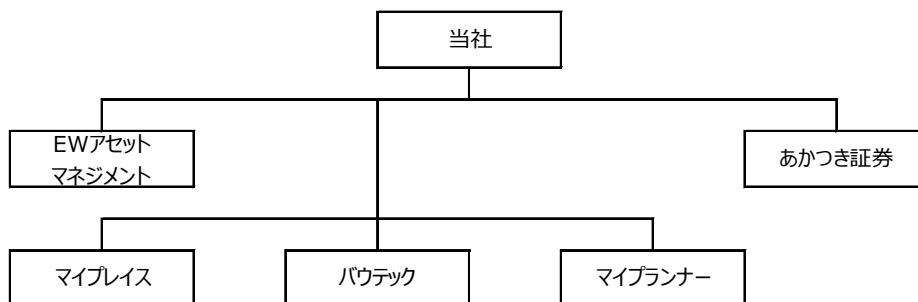 当社
EWアセット
マネジメント
あかつき証券
マイプレイス
バウテック
マイプランナー